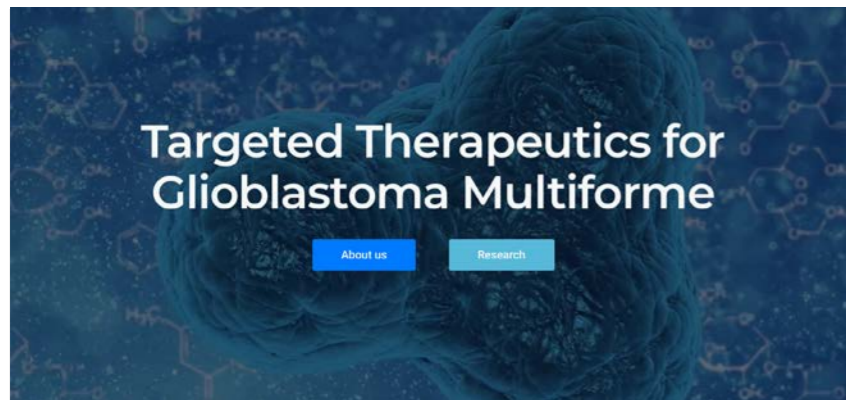 Targeted Therapeutics for
Glioblastoma Multiforme
About us
Research